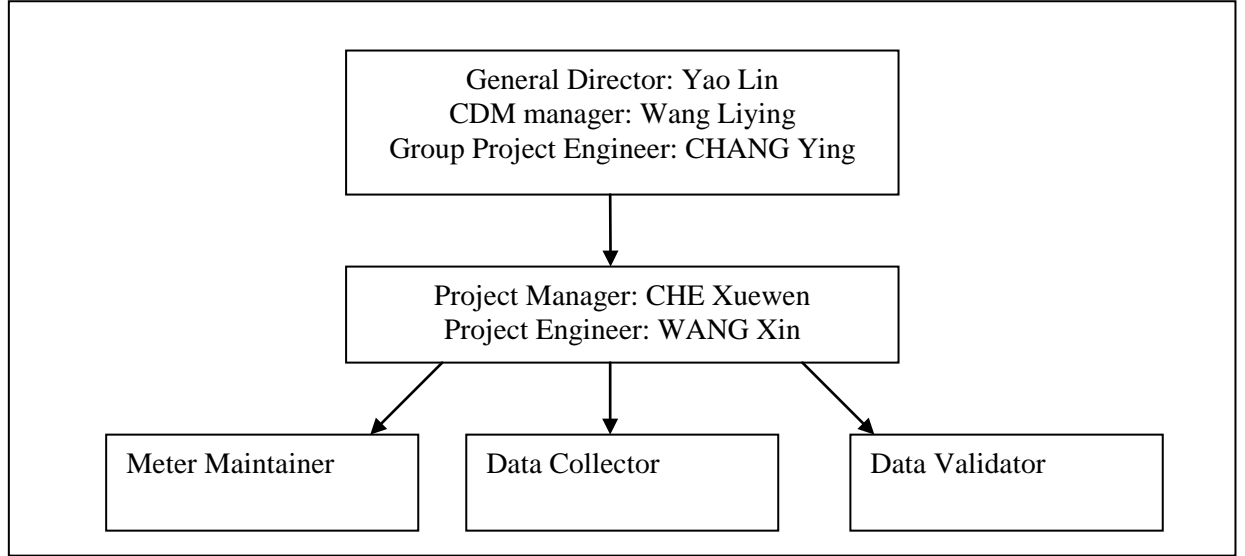 General Director: Yao Lin
CDM manager: Wang Liying
Group Project Engineer: CHANG Ying
Project Manager: CHE Xuewen
Project Engineer: WANG Xin
Meter Maintainer
Data Collector
Data Validator